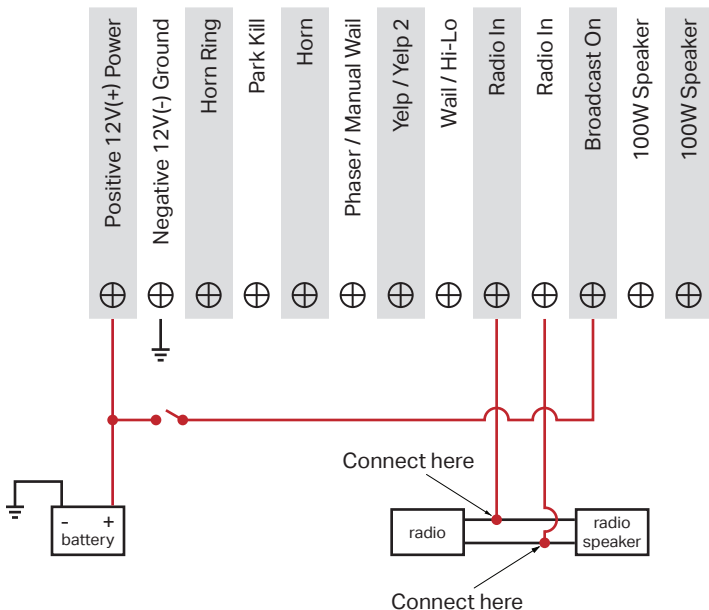 Positive 12V(+) Power
Negative 12V(-) Ground
Horn Ring
Park Kill
Horn
Phaser / Manual Wail
Yelp / Yelp 2
Wail / Hi-Lo
Radio In
Radio In
Broadcast On
100W Speaker
100W Speaker
Connect here
- +
battery
radio
radio
speaker
Connect here